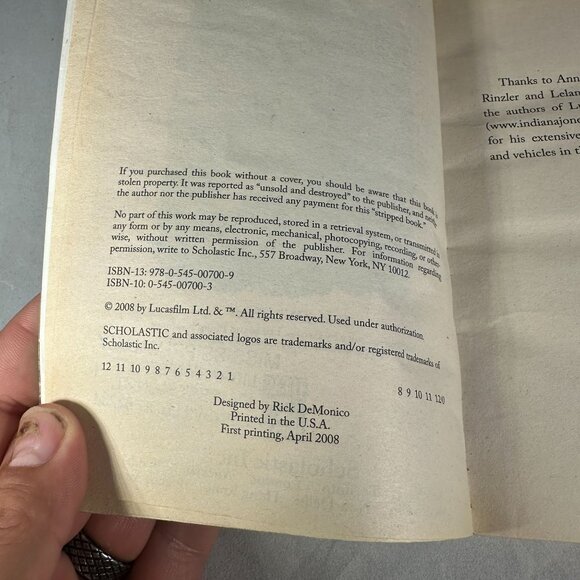 If you purchased this book without a cover, you should be aware that this book is
stolen property. It was reported as "unsold and destroyed" to the publisher, and neither
the author nor the publisher has received any payment for this "stripped book."
No part of this work may be reproduced, stored in a retrieval system, or transmitted in
any form or by any means, electronic, mechanical, photocopying, recording, or other-
wise, without written permission of the publisher. For information regarding
permission, write to Scholastic Inc., 557 Broadway, New York, NY 10012.
ISBN-13: 978-0-545-00700-9
ISBN-10: 0-545-00700-3
© 2008 by Lucasfilm Ltd. & ™. All rights reserved. Used under authorization.
SCHOLASTIC and associated logos are trademarks and/or registered trademarks of
Scholastic Inc.
12 11 10 9 8 7 6 5 4 3 2 1 8 9 10 11 12/0
Designed by Rick DeMonico
Printed in the U.S.A.
First printing, April 2008
Thanks to Ann
Rinzler and Lelan
the authors of L
(www.indianajon
for his extensive
and vehicles in th